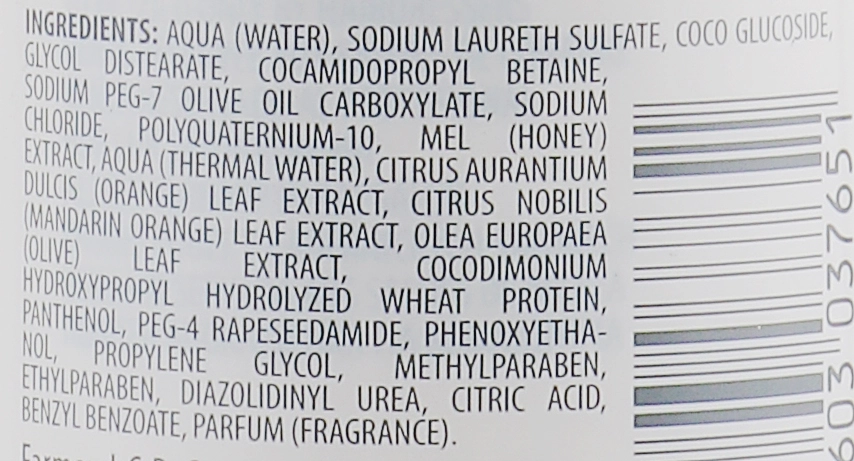 INGREDIENTS: AQUA (WATER), SODIUM LAURETH SULFATE, COCO GLUCOSIDE,
GLYCOL DISTEARATE, COCAMIDOPROPYL BETAINE,
SODIUM PEG-7 OLIVE OIL CARBOXYLATE, SODIUM
CHLORIDE, POLYQUATERNIUM-10, MEL (HONEY)
EXTRACT, AQUA (THERMAL WATER), CITRUS AURANTIUM
DULCIS (ORANGE) LEAF EXTRACT, CITRUS NOBILIS
(MANDARIN ORANGE) LEAF EXTRACT, OLEA EUROPAEA
(OLIVE) LEAF EXTRACT, COCODIMONIUM
HYDROXYPROPYL HYDROLYZED WHEAT PROTEIN,
PANTHENOL, PEG-4 RAPESEEDAMIDE, PHENOXYETHA-
NOL, PROPYLENE GLYCOL, METHYLPARABEN,
ETHYLPARABEN, DIAZOLIDINYL UREA, CITRIC ACID,
BENZYL BENZOATE, PARFUM (FRAGRANCE).
603 037651